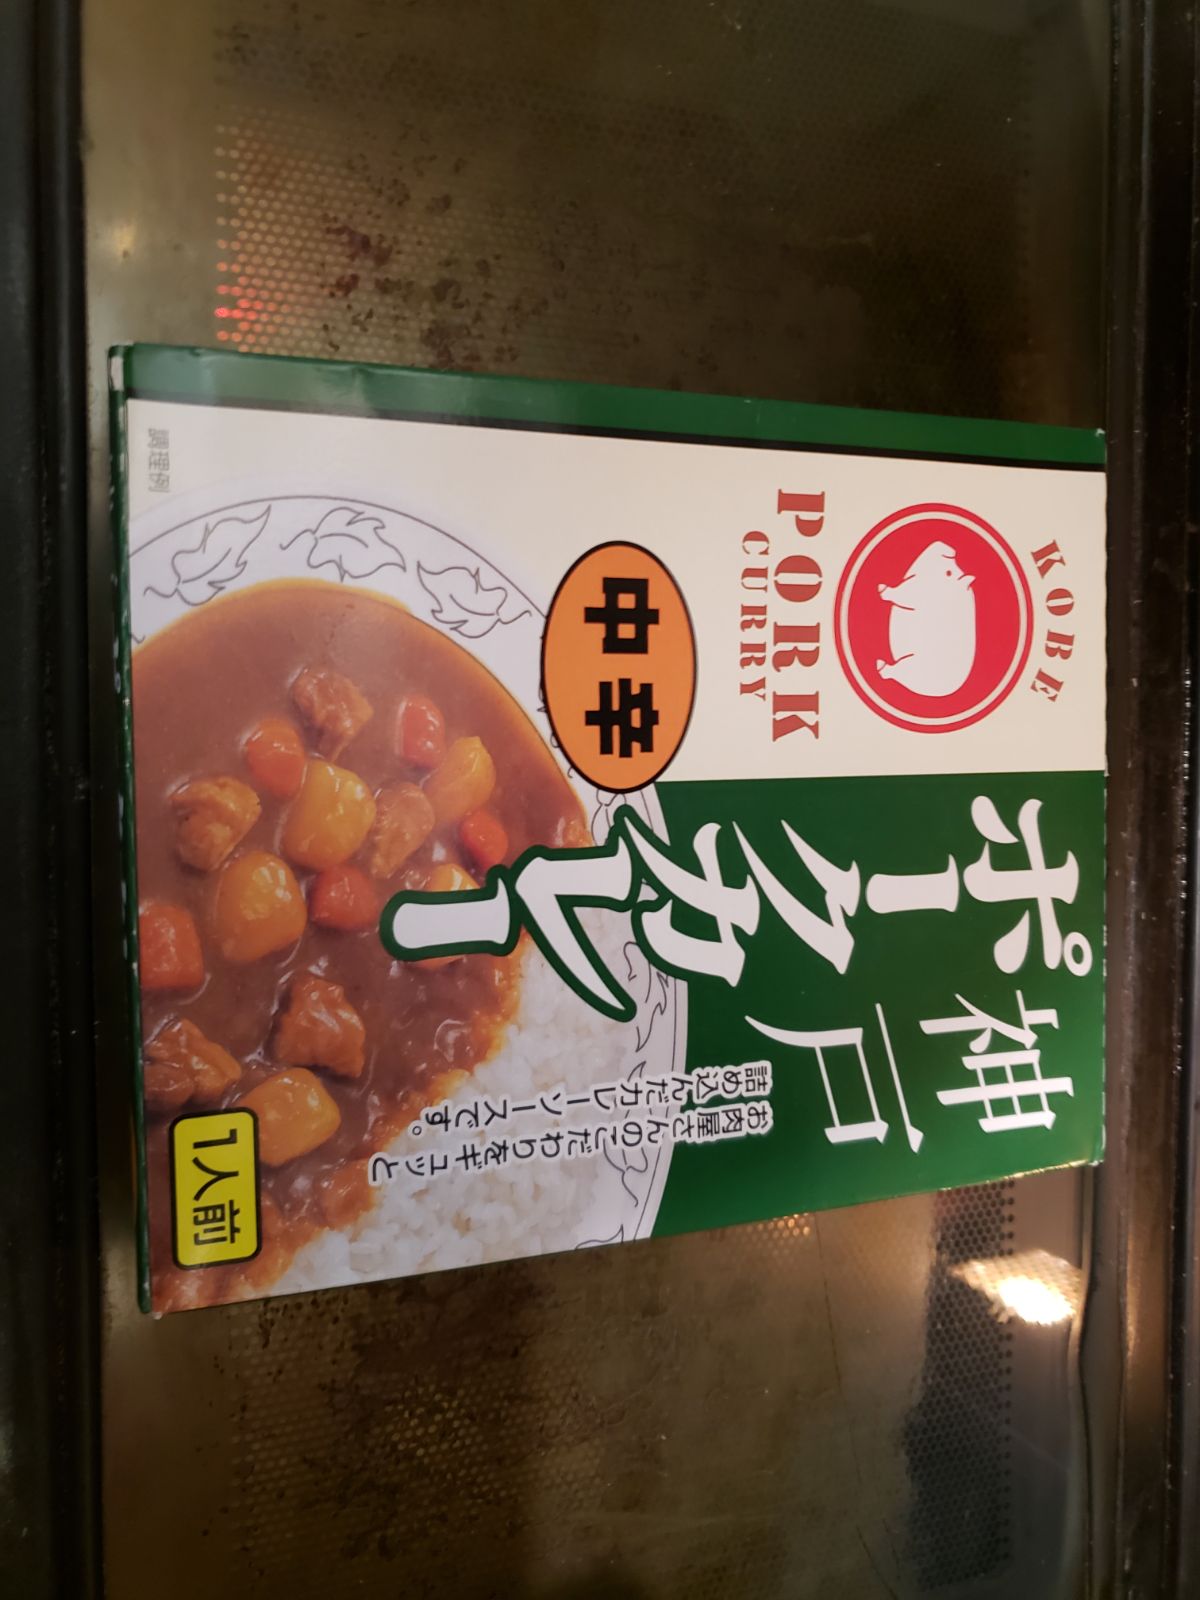 KOBE
PORK
CURRY
神戸
ポークカレー
中辛
お肉屋さんのこだわりをギュッと
詰め込んだカレーソースです。
調理例
1人前